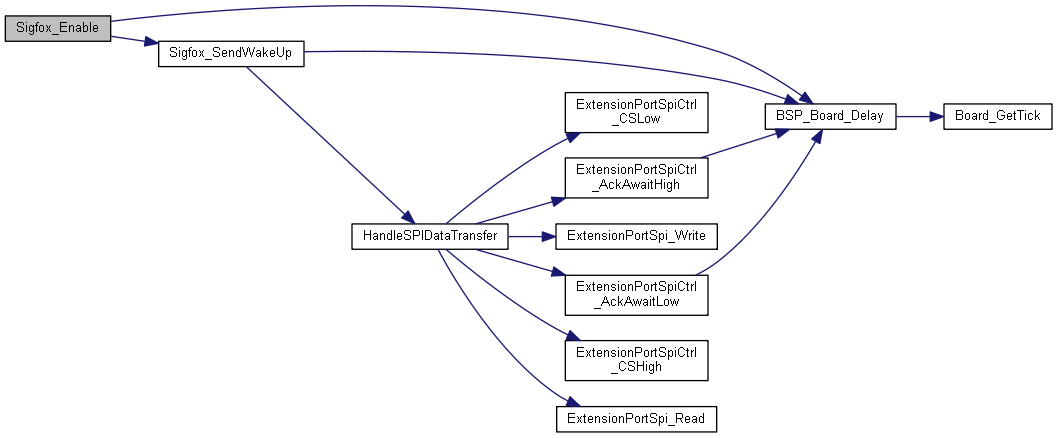 Sigfox_Enable
Sigfox_SendWakeUp
HandleSPIDataTransfer
ExtensionPortSpiCtrl
_CSLow
ExtensionPortSpiCtrl
_AckAwaitHigh
ExtensionPortSpi_Write
ExtensionPortSpiCtrl
_AckAwaitLow
ExtensionPortSpiCtrl
_CSHigh
ExtensionPortSpi_Read
BSP_Board_Delay
Board_GetTick